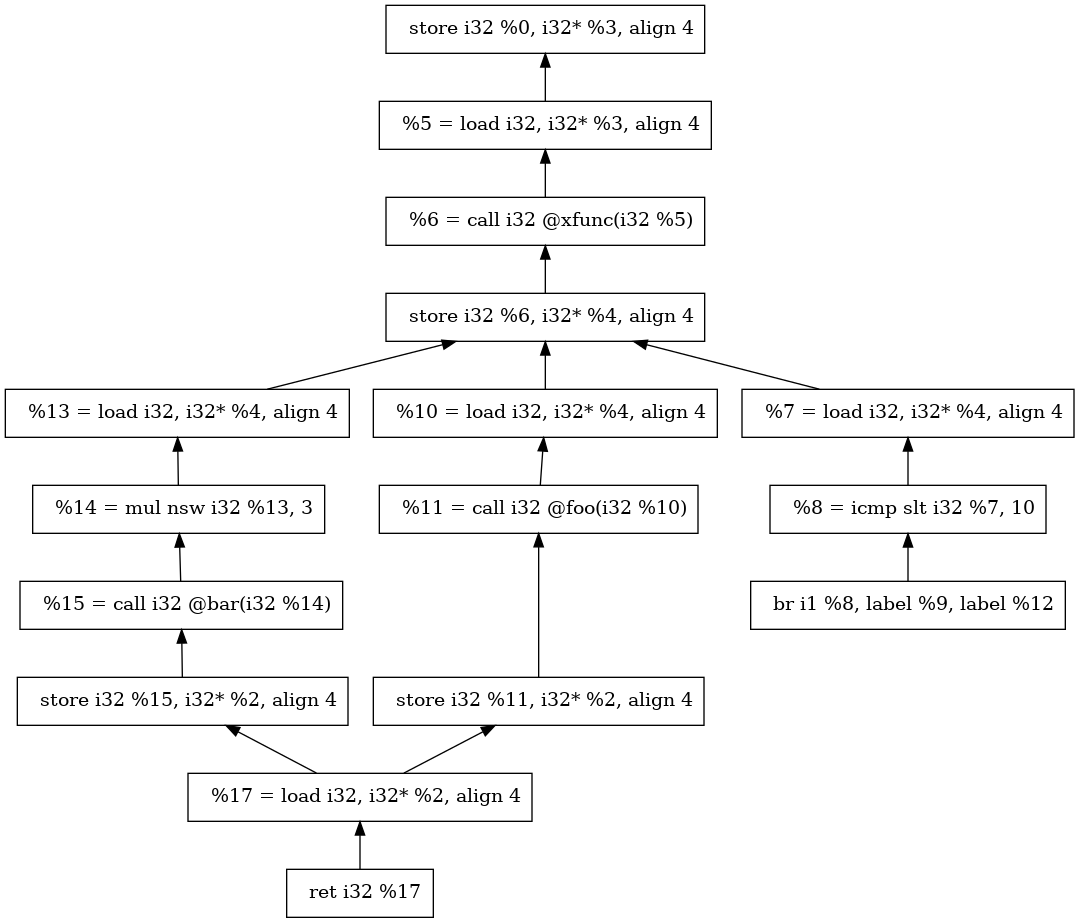 store i32 %0, i32* %3, align 4
%5 = load i32, i32* %3, align 4
%6 = call i32 @xfunc(i32 %5)
store i32 %6, i32* %4, align 4
%13 = load i32, i32* %4, align 4
%10 = load i32, i32* %4, align 4
%7 = load i32, i32* %4, align 4
%14 = mul nsw i32 %13, 3
%11 = call i32 @foo(i32 %10)
%8 = icmp slt i32 %7, 10
%15 = call i32 @bar(i32 %14)
br i1 %8, label %9, label %12
store i32 %15, i32* %2, align 4
store i32 %11, i32* %2, align 4
%17 = load i32, i32* %2, align 4
ret i32 %17